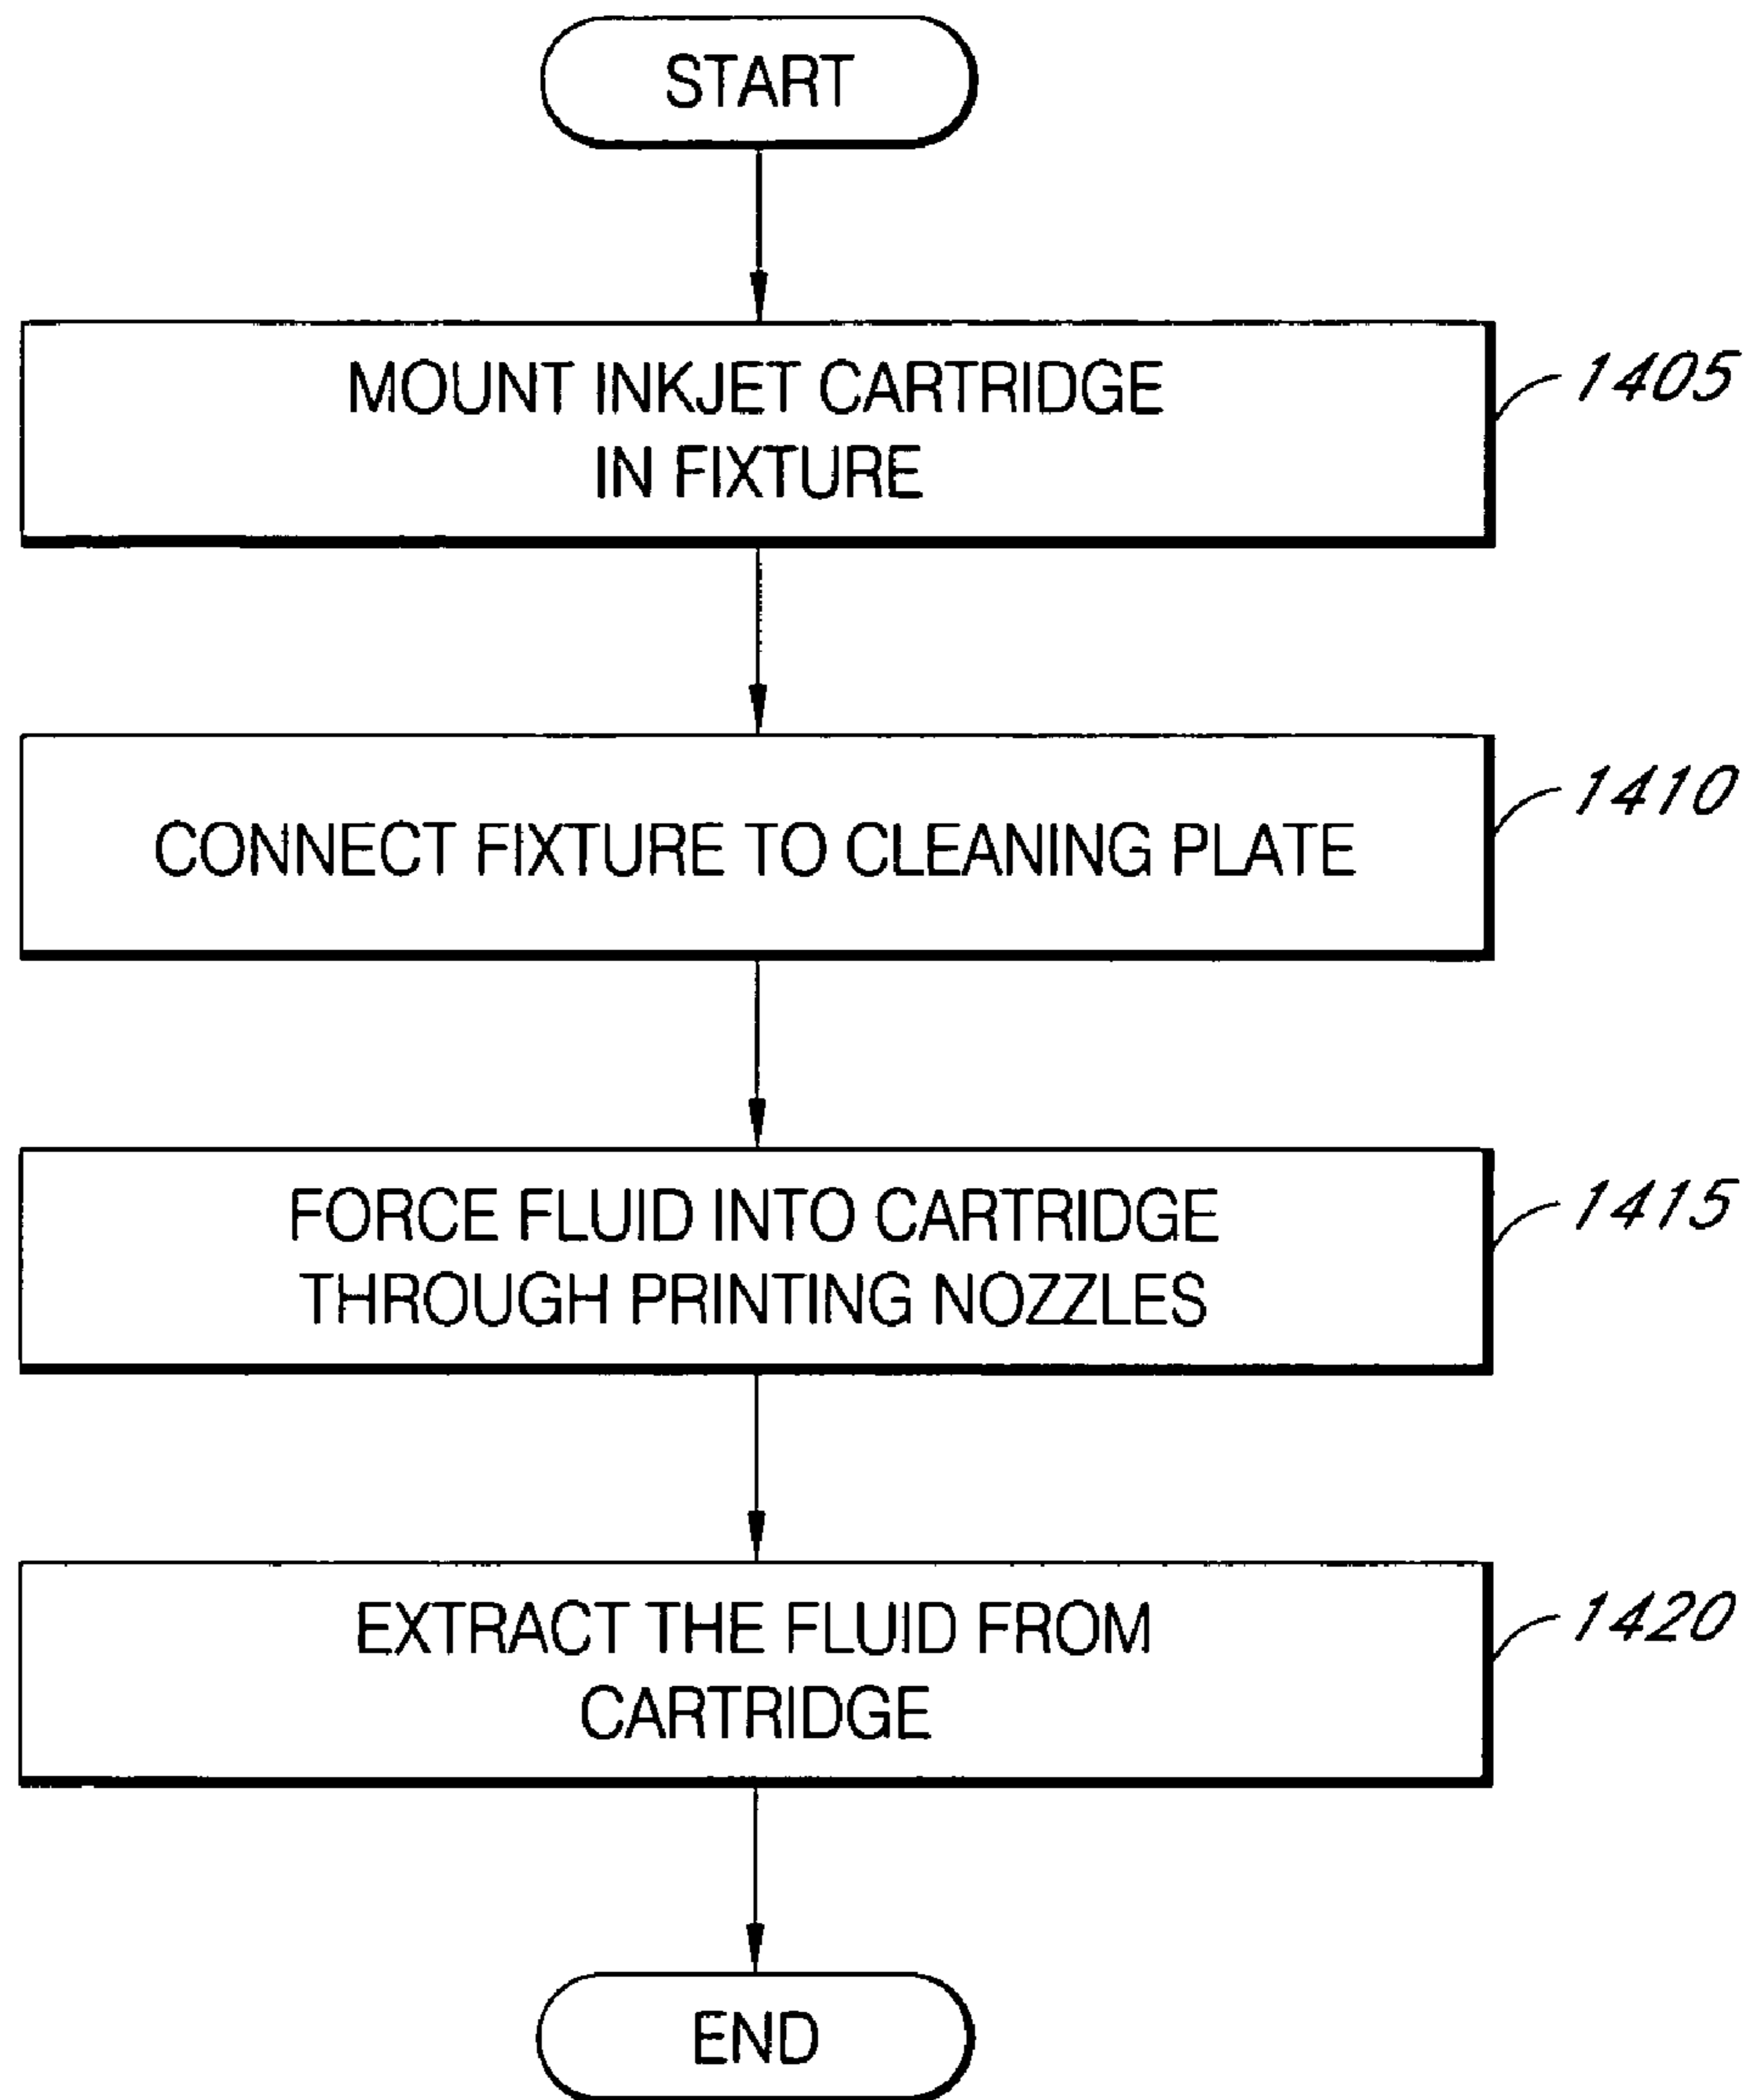 START
MOUNT INKJET CARTRIDGE
IN FIXTURE
1405
CONNECT FIXTURE TO CLEANING PLATE
1410
FORCE FLUID INTO CARTRIDGE
THROUGH PRINTING NOZZLES
1415
EXTRACT THE FLUID FROM
CARTRIDGE
1420
END